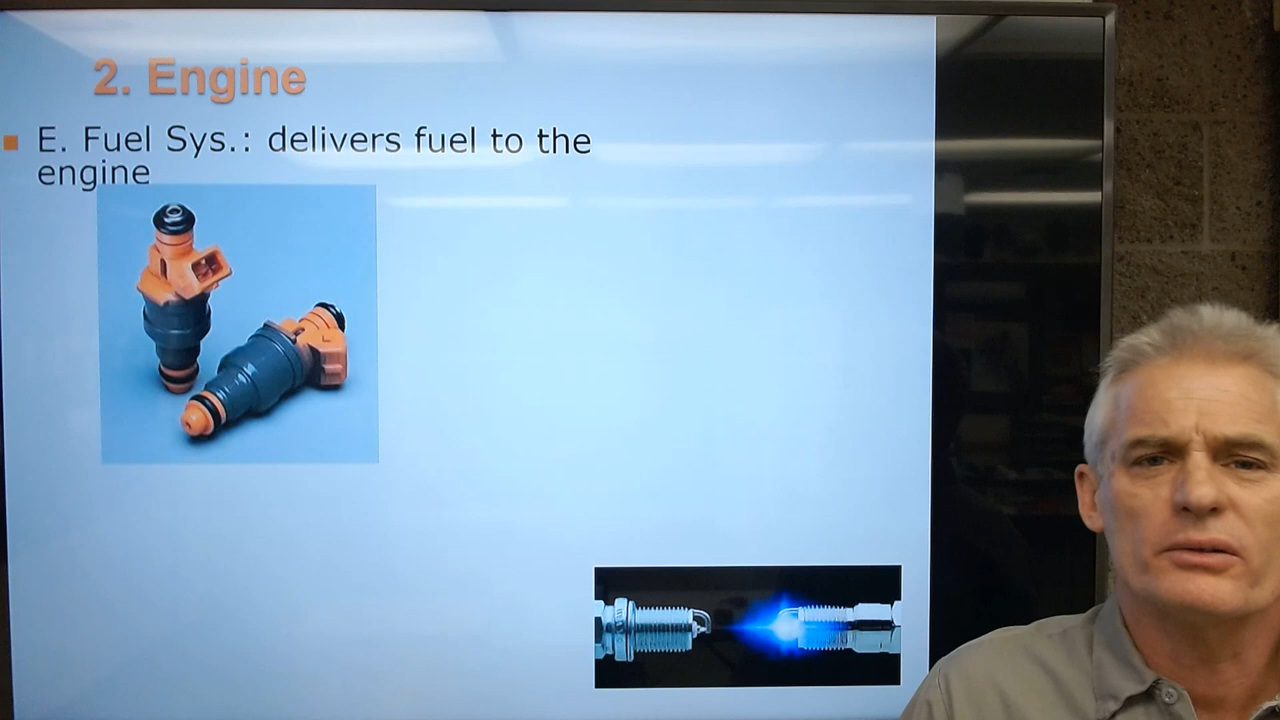 2. Engine
E. Fuel Sys.: delivers fuel to the
engine